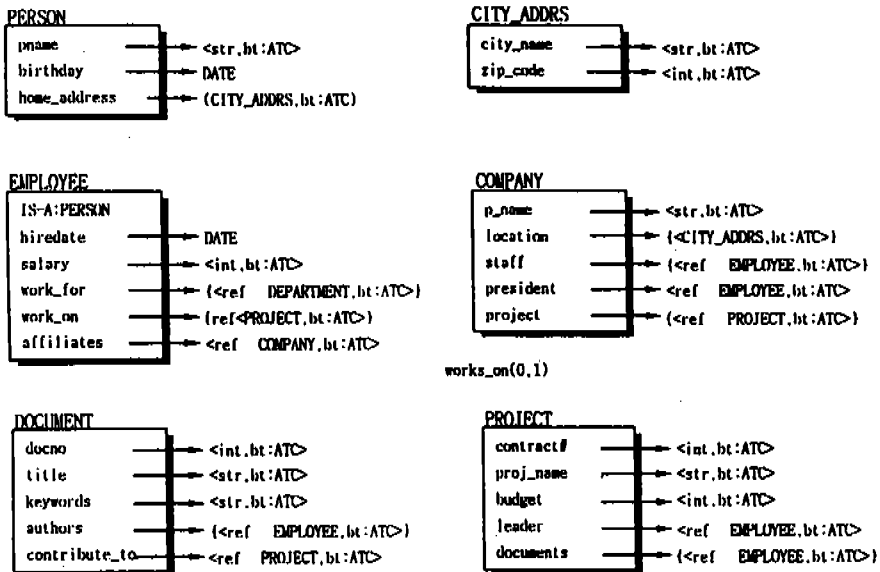 PERSON
pname <str,bt:ATC>
birthday DATE
home_address (CITY_ADDRS,bt:ATC)
CITY_ADDRS
city_name <str,bt:ATC>
zip_code <int,bt:ATC>
EMPLOYEE
IS-A:PERSON
hiredate DATE
salary <int,bt:ATC>
work_for {<ref DEPARTMENT,bt:ATC>}
work_on {ref<PROJECT,bt:ATC>}
affiliates <ref COMPANY,bt:ATC>
COMPANY
p_name <str,bt:ATC>
location {<CITY_ADDRS,bt:ATC>}
staff {<ref EMPLOYEE,bt:ATC>}
president <ref EMPLOYEE,bt:ATC>
project {<ref PROJECT,bt:ATC>}
works_on(0,1)
DOCUMENT
docno <int,bt:ATC>
title <str,bt:ATC>
keywords <str,bt:ATC>
authors {<ref EMPLOYEE,bt:ATC>}
contribute_to <ref PROJECT,bt:ATC>
PROJECT
contract# <int,bt:ATC>
proj_name <str,bt:ATC>
budget <int,bt:ATC>
leader <ref EMPLOYEE,bt:ATC>
documents {<ref EMPLOYEE,bt:ATC>}